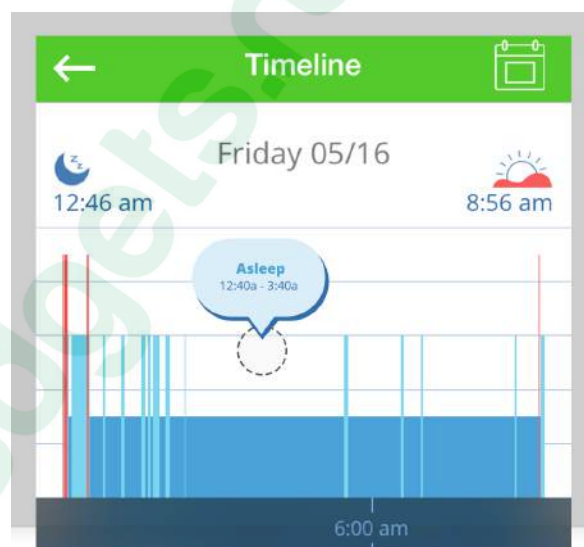 Timeline
Friday 05/16
12:46 am
8:56 am
Asleep
12:40a - 3:40a
6:00 am